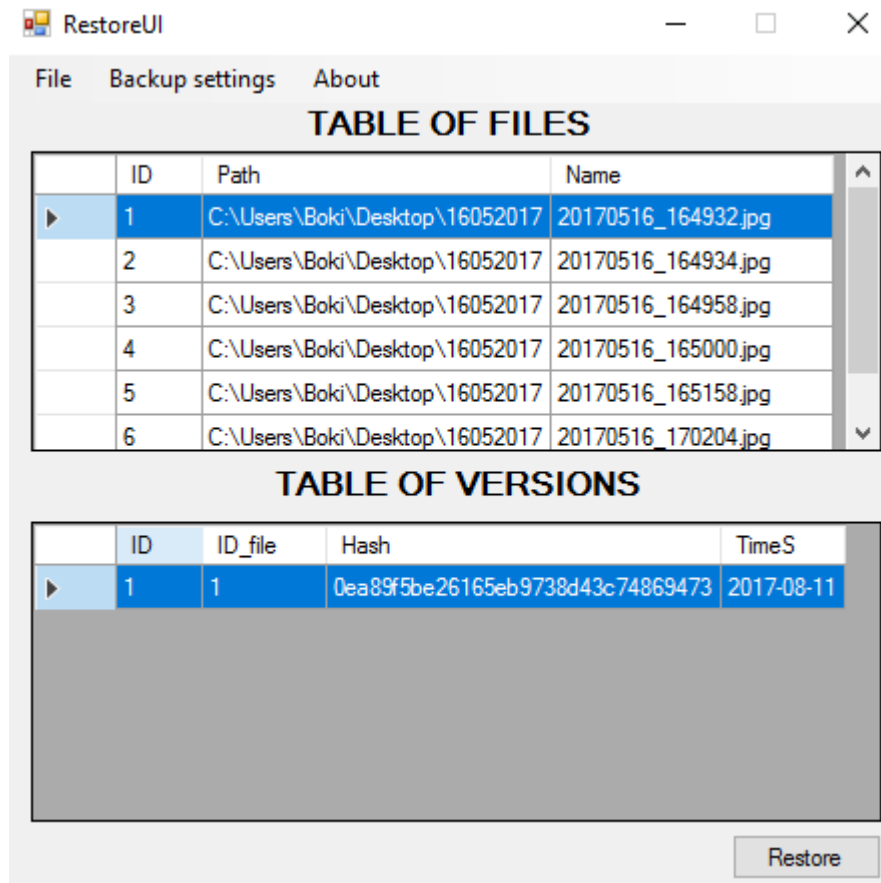 RestoreUI
File Backup settings About
TABLE OF FILES
ID Path Name
1 C:\Users\Boki\Desktop\16052017 20170516_164932.jpg
2 C:\Users\Boki\Desktop\16052017 20170516_164934.jpg
3 C:\Users\Boki\Desktop\16052017 20170516_164958.jpg
4 C:\Users\Boki\Desktop\16052017 20170516_165000.jpg
5 C:\Users\Boki\Desktop\16052017 20170516_165158.jpg
6 C:\Users\Boki\Desktop\16052017 20170516_170204.jpg
TABLE OF VERSIONS
ID ID_file Hash TimeS
1 1 0ea89f5be26165eb9738d43c74869473 2017-08-11
Restore